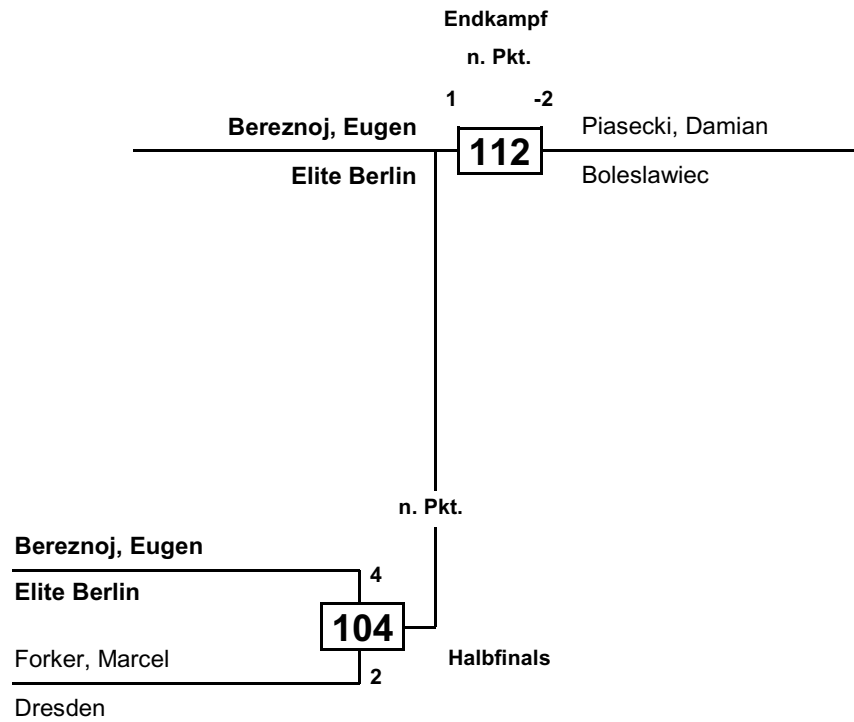 Endkampf
n. Pkt.
1 -2
Bereznoj, Eugen 112 Piasecki, Damian
Elite Berlin Boleslawiec
n. Pkt.
Bereznoj, Eugen
4
Elite Berlin
104
Forker, Marcel Halbfinals
2
Dresden